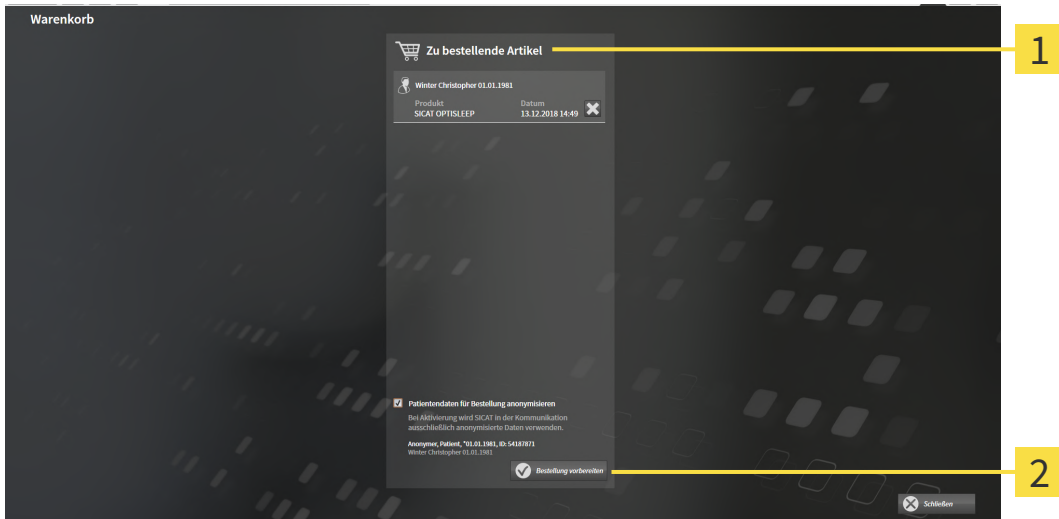 Warenkorb
Zu bestellende Artikel
1
Winter Christopher 01.01.1981
Produkt Datum
SICAT OPTISLEEP 13.12.2018 14:49
Patientendaten für Bestellung anonymisieren
Bei Aktivierung wird SICAT in der Kommunikation
ausschließlich anonymisierte Daten verwenden.
Anonymer, Patient, *01.01.1981, ID: 54187871
Winter Christopher 01.01.1981
Bestellung vorbereiten
2
Schließen